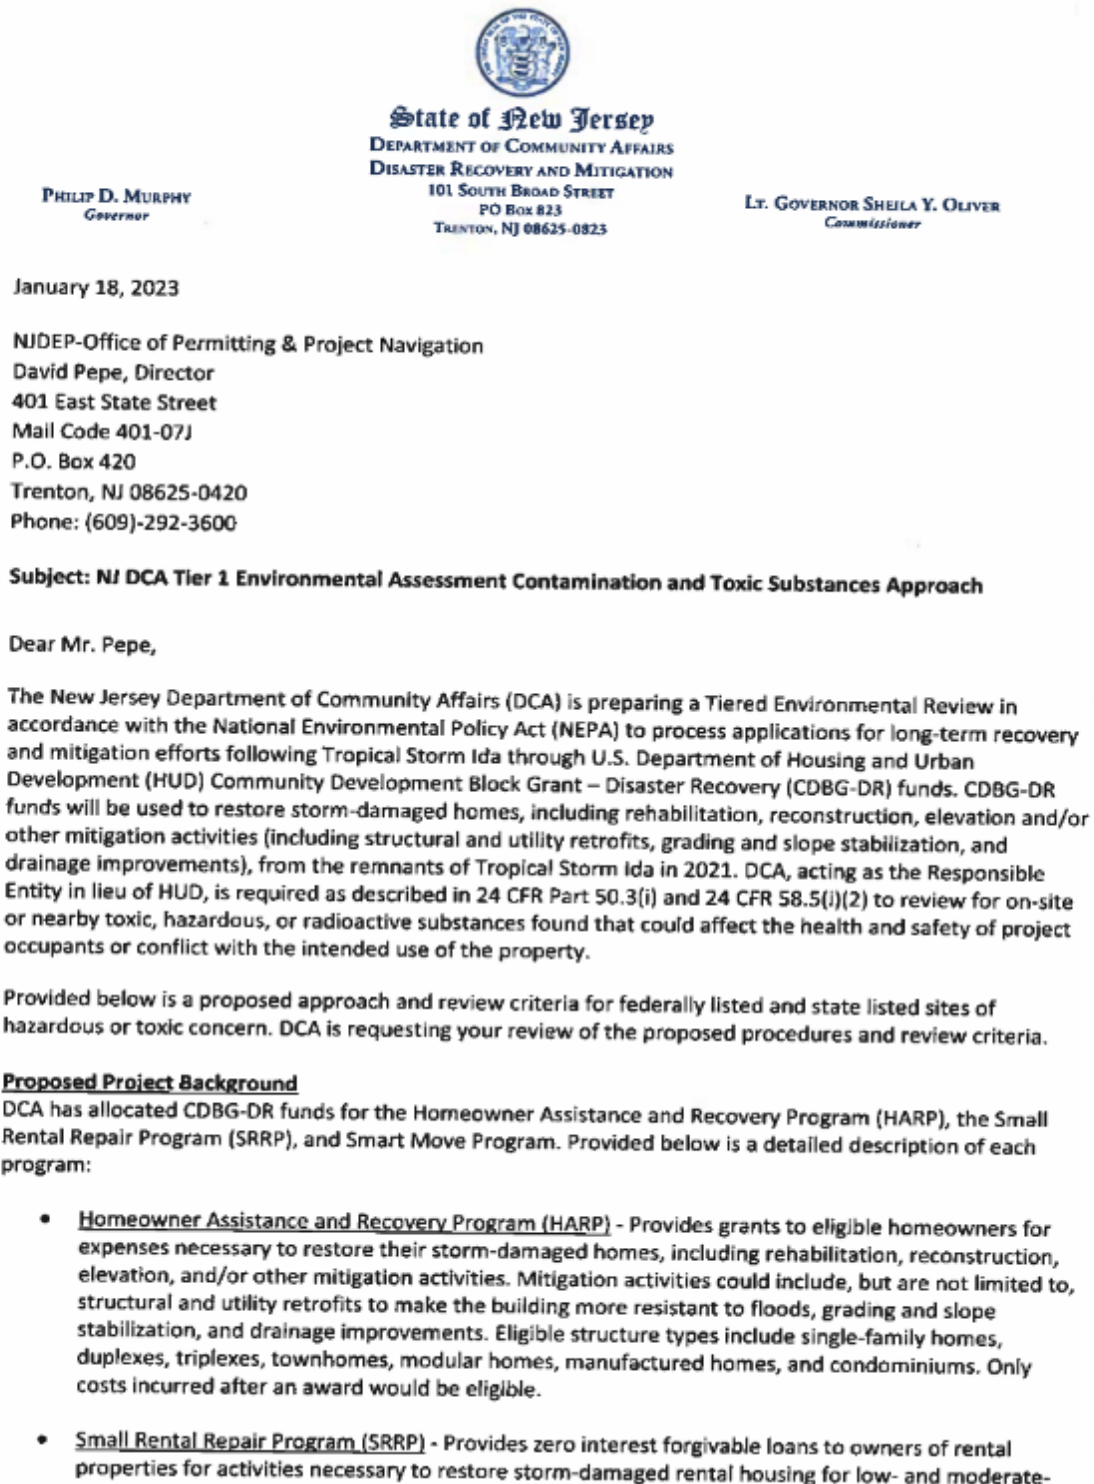 State of New Jersey
DEPARTMENT OF COMMUNITY AFFAIRS
DISASTER RECOVERY AND MITIGATION
101 SOUTH BROAD STREET
PO BOX 823
TRENTON, NJ 08625-0823
PHILIP D. MURPHY
Governor
LT. GOVERNOR SHEILA Y. OLIVER
Commissioner
January 18, 2023
NJDEP-Office of Permitting & Project Navigation
David Pepe, Director
401 East State Street
Mail Code 401-07J
P.O. Box 420
Trenton, NJ 08625-0420
Phone: (609)-292-3600
Subject: NJ DCA Tier 1 Environmental Assessment Contamination and Toxic Substances Approach
Dear Mr. Pepe,
The New Jersey Department of Community Affairs (DCA) is preparing a Tiered Environmental Review in
accordance with the National Environmental Policy Act (NEPA) to process applications for long-term recovery
and mitigation efforts following Tropical Storm Ida through U.S. Department of Housing and Urban
Development (HUD) Community Development Block Grant – Disaster Recovery (CDBG-DR) funds. CDBG-DR
funds will be used to restore storm-damaged homes, including rehabilitation, reconstruction, elevation and/or
other mitigation activities (including structural and utility retrofits, grading and slope stabilization, and
drainage improvements), from the remnants of Tropical Storm Ida in 2021. DCA, acting as the Responsible
Entity in lieu of HUD, is required as described in 24 CFR Part 50.3(i) and 24 CFR 58.5(i)(2) to review for on-site
or nearby toxic, hazardous, or radioactive substances found that could affect the health and safety of project
occupants or conflict with the intended use of the property.
Provided below is a proposed approach and review criteria for federally listed and state listed sites of
hazardous or toxic concern. DCA is requesting your review of the proposed procedures and review criteria.
Proposed Project Background
DCA has allocated CDBG-DR funds for the Homeowner Assistance and Recovery Program (HARP), the Small
Rental Repair Program (SRRP), and Smart Move Program. Provided below is a detailed description of each
program:
• Homeowner Assistance and Recovery Program (HARP) - Provides grants to eligible homeowners for
expenses necessary to restore their storm-damaged homes, including rehabilitation, reconstruction,
elevation, and/or other mitigation activities. Mitigation activities could include, but are not limited to,
structural and utility retrofits to make the building more resistant to floods, grading and slope
stabilization, and drainage improvements. Eligible structure types include single-family homes,
duplexes, triplexes, townhomes, modular homes, manufactured homes, and condominiums. Only
costs incurred after an award would be eligible.
• Small Rental Repair Program (SRRP) - Provides zero interest forgivable loans to owners of rental
properties for activities necessary to restore storm-damaged rental housing for low- and moderate-